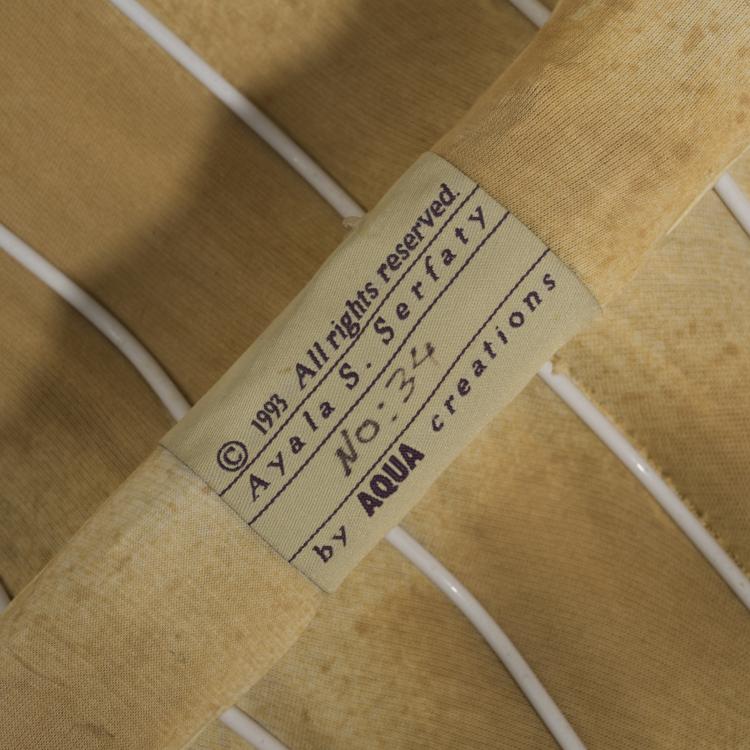 © 1993 All rights reserved.
Ayala S. Serfaty
No: 34
by AQUA creations